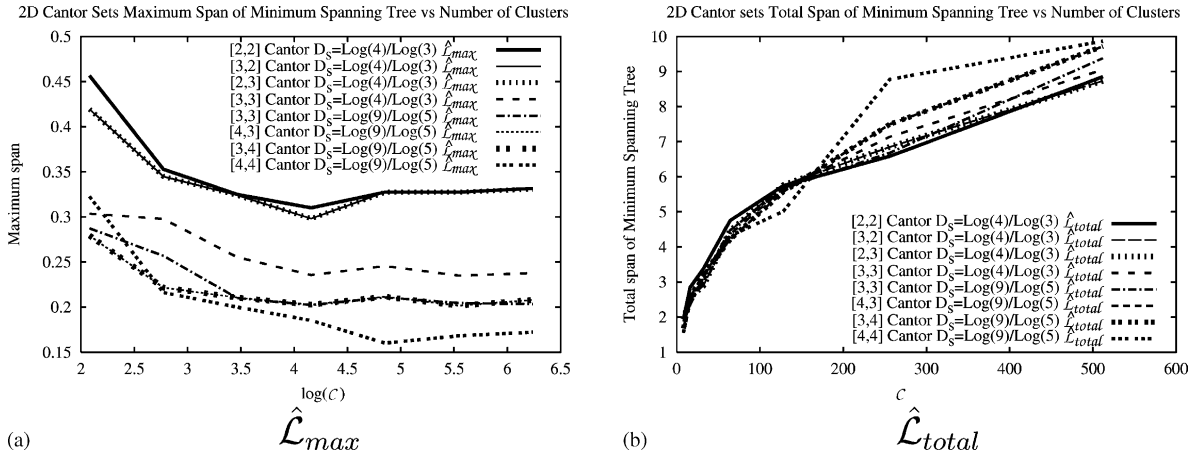 2D Cantor Sets Maximum Span of Minimum Spanning Tree vs Number of Clusters
0.5
0.45
0.4
0.35
0.3
0.25
0.2
0.15
Maximum span
[2,2] Cantor D_S=Log(4)/Log(3) L̂_max
[3,2] Cantor D_S=Log(4)/Log(3) L̂_max
[2,3] Cantor D_S=Log(4)/Log(3) L̂_max
[3,3] Cantor D_S=Log(4)/Log(3) L̂_max
[3,3] Cantor D_S=Log(9)/Log(5) L̂_max
[4,3] Cantor D_S=Log(9)/Log(5) L̂_max
[3,4] Cantor D_S=Log(9)/Log(5) L̂_max
[4,4] Cantor D_S=Log(9)/Log(5) L̂_max
2 2.5 3 3.5 4 4.5 5 5.5 6 6.5
log(C)
(a) L̂_max
2D Cantor sets Total Span of Minimum Spanning Tree vs Number of Clusters
10
9
8
7
6
5
4
3
2
1
Total span of Minimum Spanning Tree
[2,2] Cantor D_S=Log(4)/Log(3) L̂_total
[3,2] Cantor D_S=Log(4)/Log(3) L̂_total
[2,3] Cantor D_S=Log(4)/Log(3) L̂_total
[3,3] Cantor D_S=Log(4)/Log(3) L̂_total
[3,3] Cantor D_S=Log(9)/Log(5) L̂_total
[4,3] Cantor D_S=Log(9)/Log(5) L̂_total
[3,4] Cantor D_S=Log(9)/Log(5) L̂_total
[4,4] Cantor D_S=Log(9)/Log(5) L̂_total
0 100 200 300 400 500 600
C
(b) L̂_total